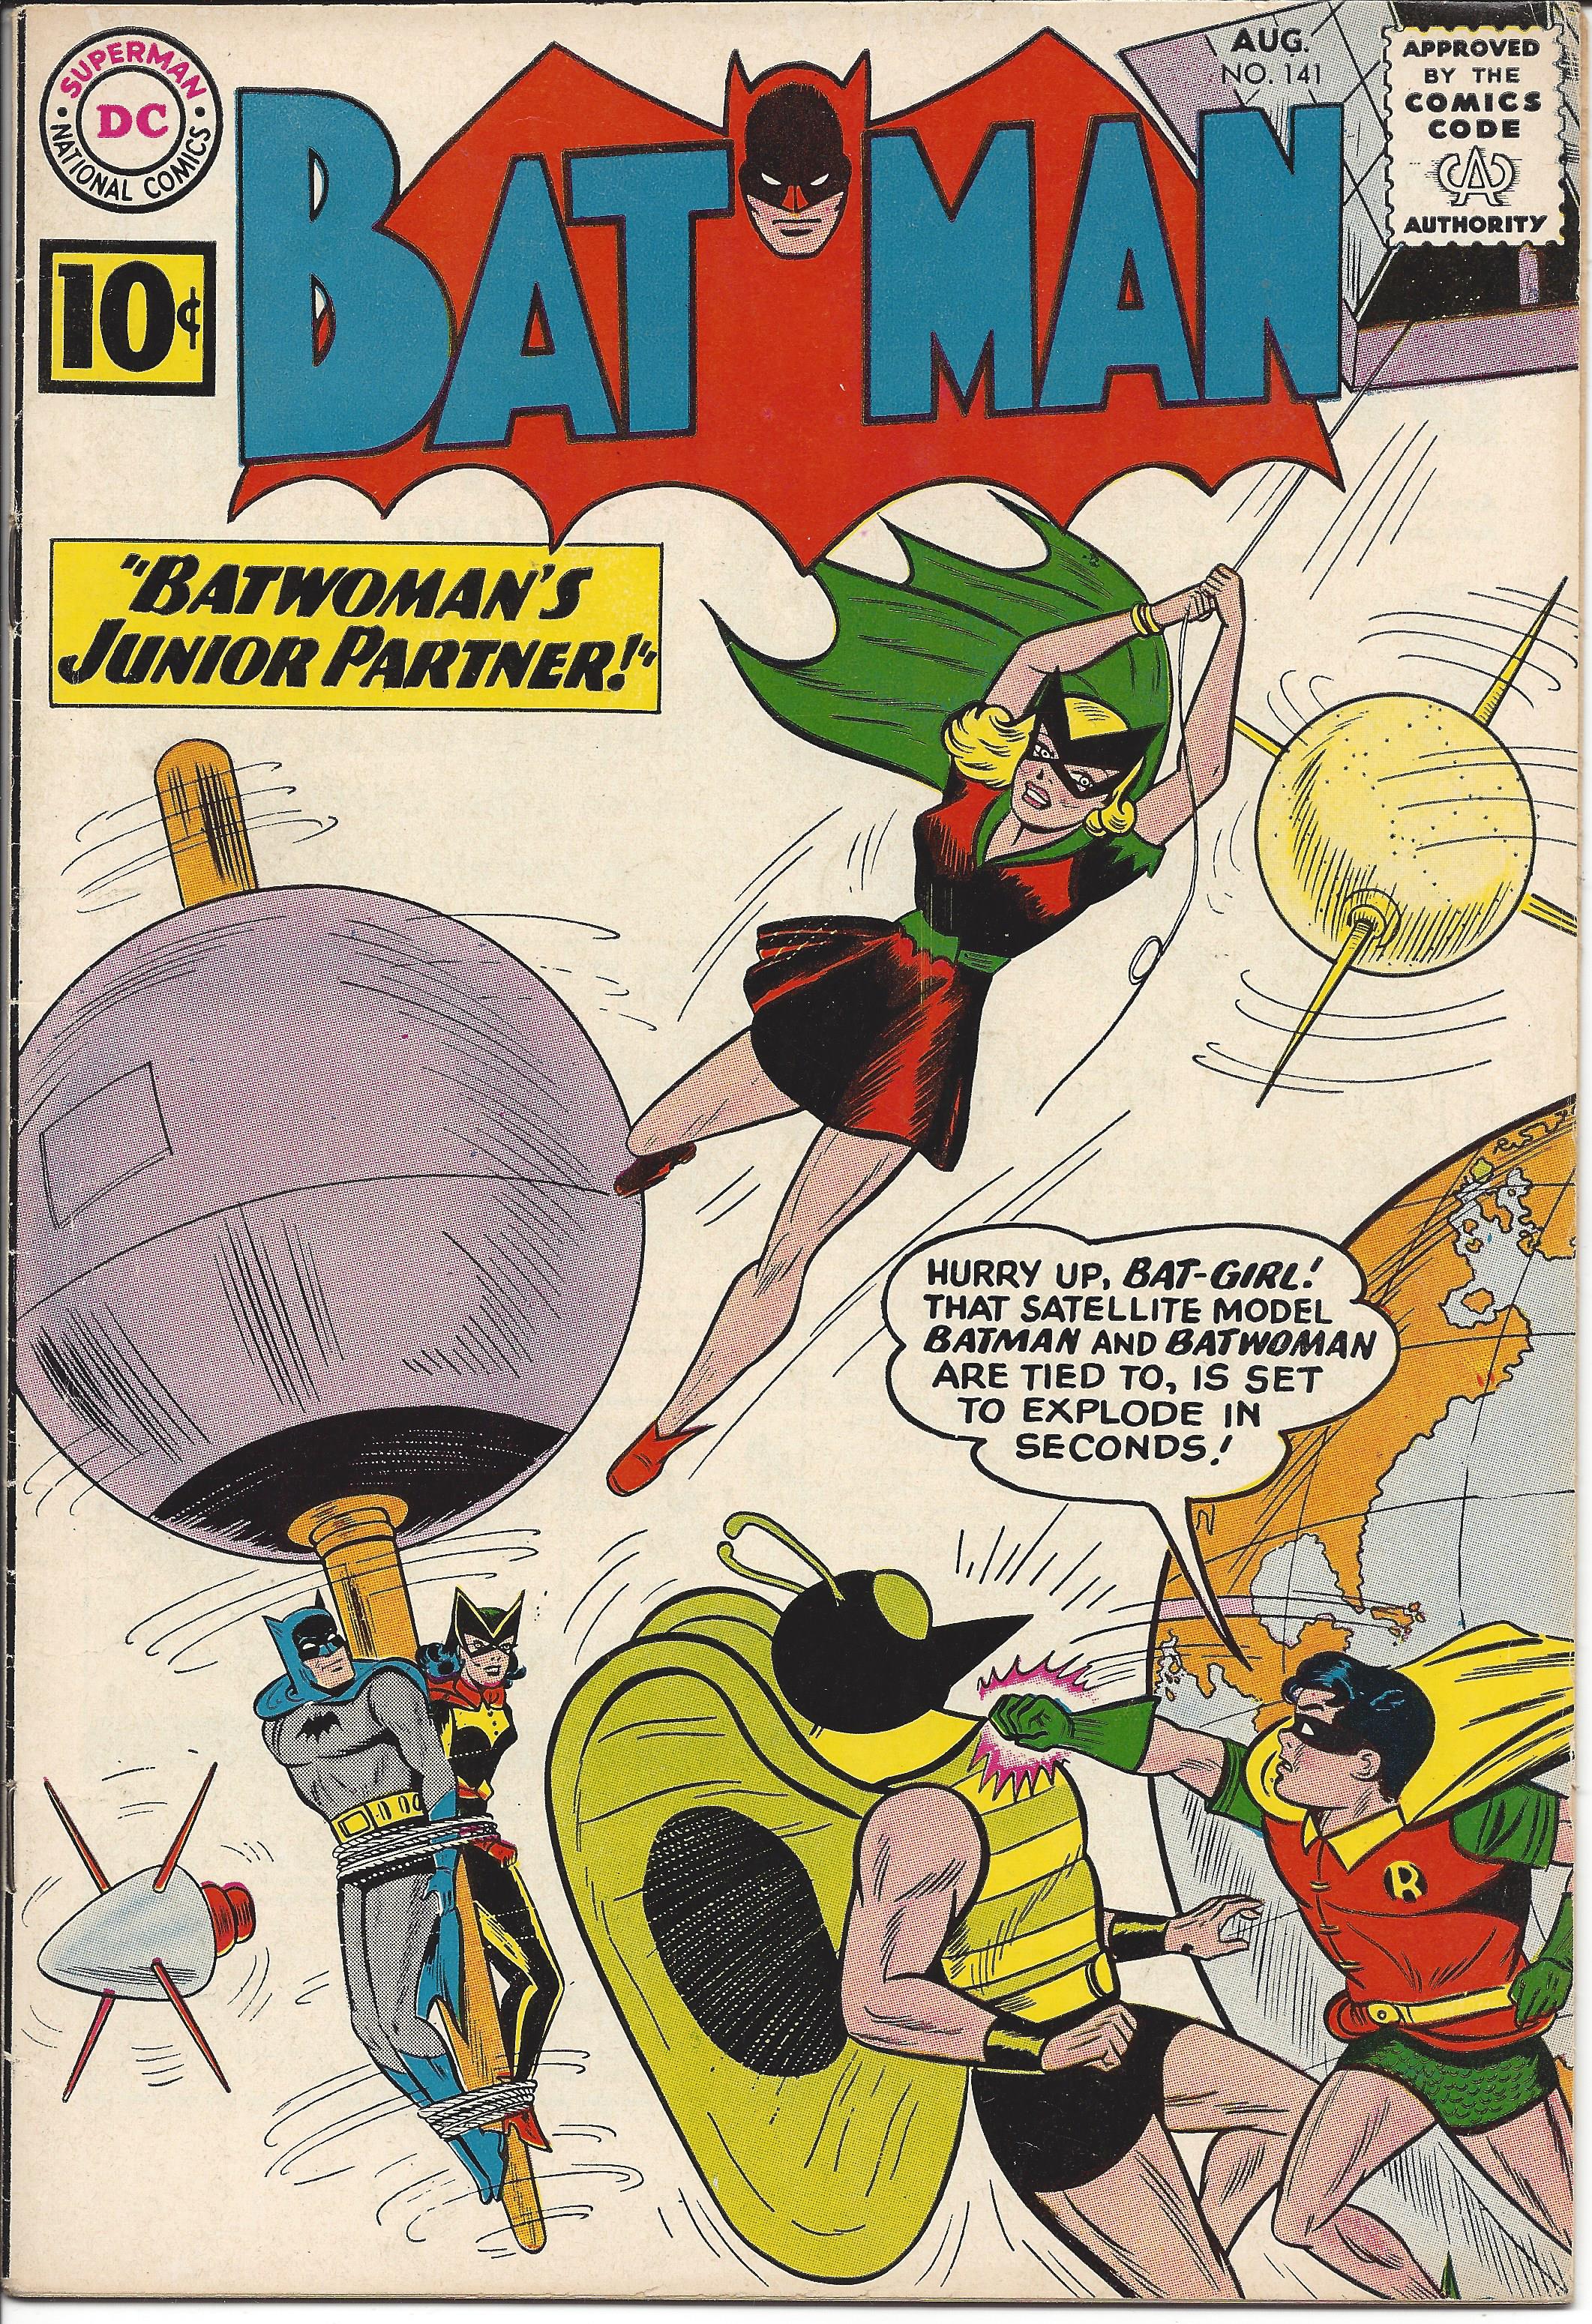 SUPERMAN
DC
NATIONAL COMICS
10¢
BATMAN
AUG.
NO. 141
APPROVED
BY THE
COMICS
CODE
CA
AUTHORITY
"BATWOMAN'S
JUNIOR PARTNER!"
HURRY UP, BAT-GIRL!
THAT SATELLITE MODEL
BATMAN AND BATWOMAN
ARE TIED TO, IS SET
TO EXPLODE IN
SECONDS!
R